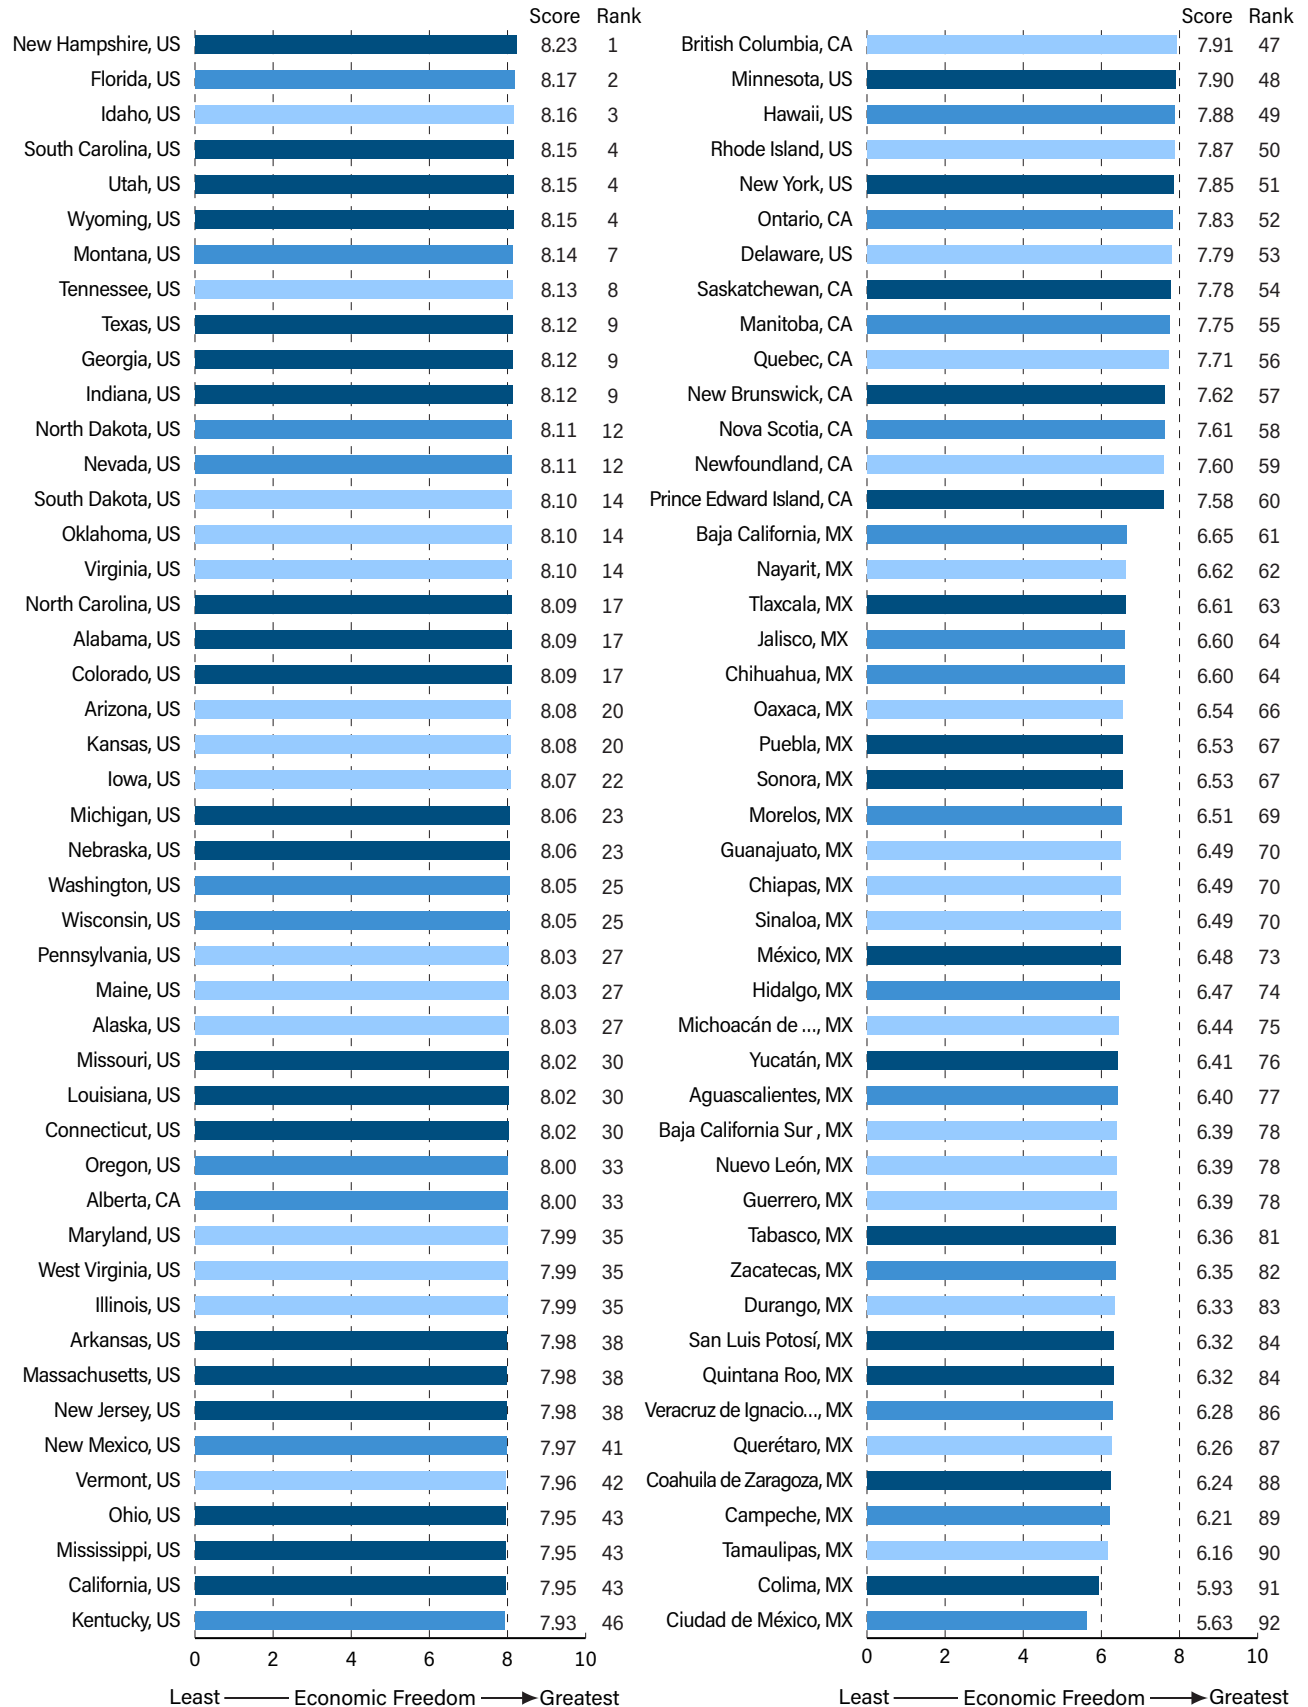 Score Rank
New Hampshire, US 8.23 1
Florida, US 8.17 2
Idaho, US 8.16 3
South Carolina, US 8.15 4
Utah, US 8.15 4
Wyoming, US 8.15 4
Montana, US 8.14 7
Tennessee, US 8.13 8
Texas, US 8.12 9
Georgia, US 8.12 9
Indiana, US 8.12 9
North Dakota, US 8.11 12
Nevada, US 8.11 12
South Dakota, US 8.10 14
Oklahoma, US 8.10 14
Virginia, US 8.10 14
North Carolina, US 8.09 17
Alabama, US 8.09 17
Colorado, US 8.09 17
Arizona, US 8.08 20
Kansas, US 8.08 20
Iowa, US 8.07 22
Michigan, US 8.06 23
Nebraska, US 8.06 23
Washington, US 8.05 25
Wisconsin, US 8.05 25
Pennsylvania, US 8.03 27
Maine, US 8.03 27
Alaska, US 8.03 27
Missouri, US 8.02 30
Louisiana, US 8.02 30
Connecticut, US 8.02 30
Oregon, US 8.00 33
Alberta, CA 8.00 33
Maryland, US 7.99 35
West Virginia, US 7.99 35
Illinois, US 7.99 35
Arkansas, US 7.98 38
Massachusetts, US 7.98 38
New Jersey, US 7.98 38
New Mexico, US 7.97 41
Vermont, US 7.96 42
Ohio, US 7.95 43
Mississippi, US 7.95 43
California, US 7.95 43
Kentucky, US 7.93 46
0 2 4 6 8 10
Least Economic Freedom Greatest
Score Rank
British Columbia, CA 7.91 47
Minnesota, US 7.90 48
Hawaii, US 7.88 49
Rhode Island, US 7.87 50
New York, US 7.85 51
Ontario, CA 7.83 52
Delaware, US 7.79 53
Saskatchewan, CA 7.78 54
Manitoba, CA 7.75 55
Quebec, CA 7.71 56
New Brunswick, CA 7.62 57
Nova Scotia, CA 7.61 58
Newfoundland, CA 7.60 59
Prince Edward Island, CA 7.58 60
Baja California, MX 6.65 61
Nayarit, MX 6.62 62
Tlaxcala, MX 6.61 63
Jalisco, MX 6.60 64
Chihuahua, MX 6.60 64
Oaxaca, MX 6.54 66
Puebla, MX 6.53 67
Sonora, MX 6.53 67
Morelos, MX 6.51 69
Guanajuato, MX 6.49 70
Chiapas, MX 6.49 70
Sinaloa, MX 6.49 70
México, MX 6.48 73
Hidalgo, MX 6.47 74
Michoacán de ..., MX 6.44 75
Yucatán, MX 6.41 76
Aguascalientes, MX 6.40 77
Baja California Sur , MX 6.39 78
Nuevo León, MX 6.39 78
Guerrero, MX 6.39 78
Tabasco, MX 6.36 81
Zacatecas, MX 6.35 82
Durango, MX 6.33 83
San Luis Potosí, MX 6.32 84
Quintana Roo, MX 6.32 84
Veracruz de Ignacio..., MX 6.28 86
Querétaro, MX 6.26 87
Coahuila de Zaragoza, MX 6.24 88
Campeche, MX 6.21 89
Tamaulipas, MX 6.16 90
Colima, MX 5.93 91
Ciudad de México, MX 5.63 92
0 2 4 6 8 10
Least Economic Freedom Greatest